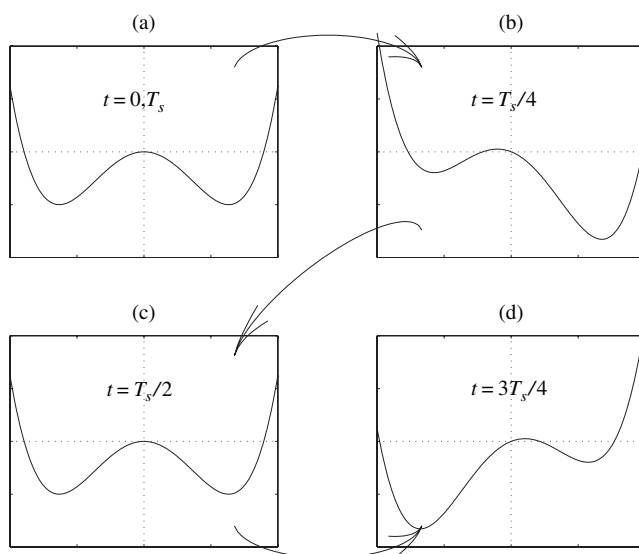 (a)
t = 0,T_s
(b)
t = T_s/4
(c)
t = T_s/2
(d)
t = 3T_s/4